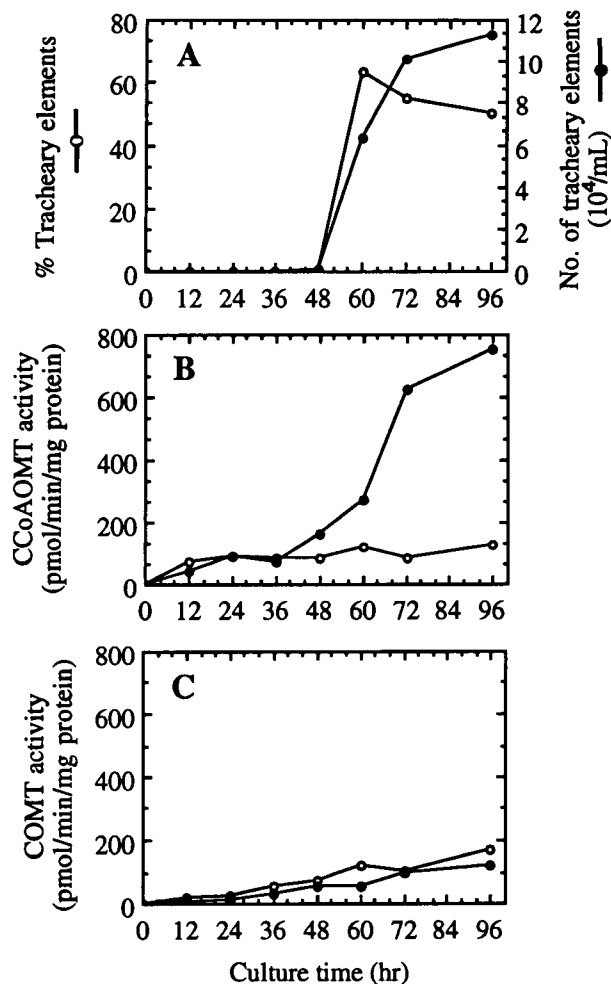 A
% Tracheary elements
80
60
40
20
0
12
10
8
6
4
2
0
No. of tracheary elements
(10⁴/mL)
0 12 24 36 48 60 72 84 96
B
CCoAOMT activity
(pmol/min/mg protein)
800
600
400
200
0
0 12 24 36 48 60 72 84 96
C
COMT activity
(pmol/min/mg protein)
800
600
400
200
0
0 12 24 36 48 60 72 84 96
Culture time (hr)